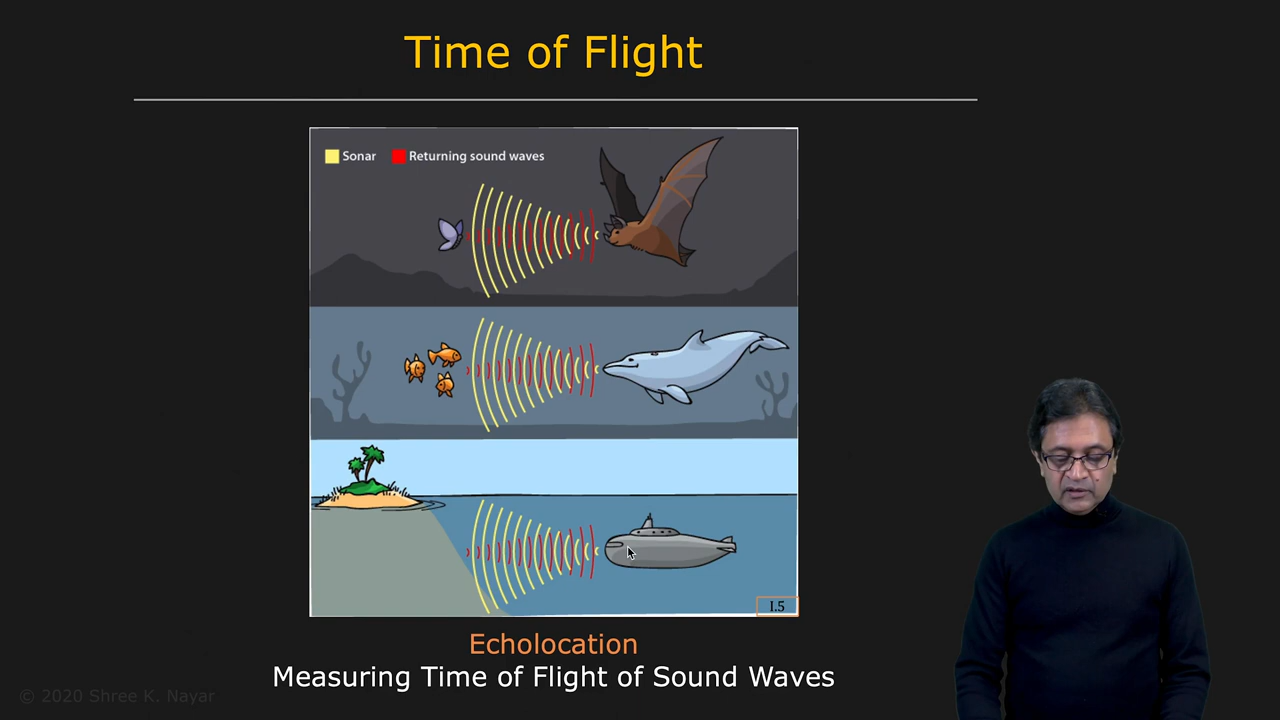 Time of Flight
Sonar
Returning sound waves
I.5
Echolocation
Measuring Time of Flight of Sound Waves
© 2020 Shree K. Nayar